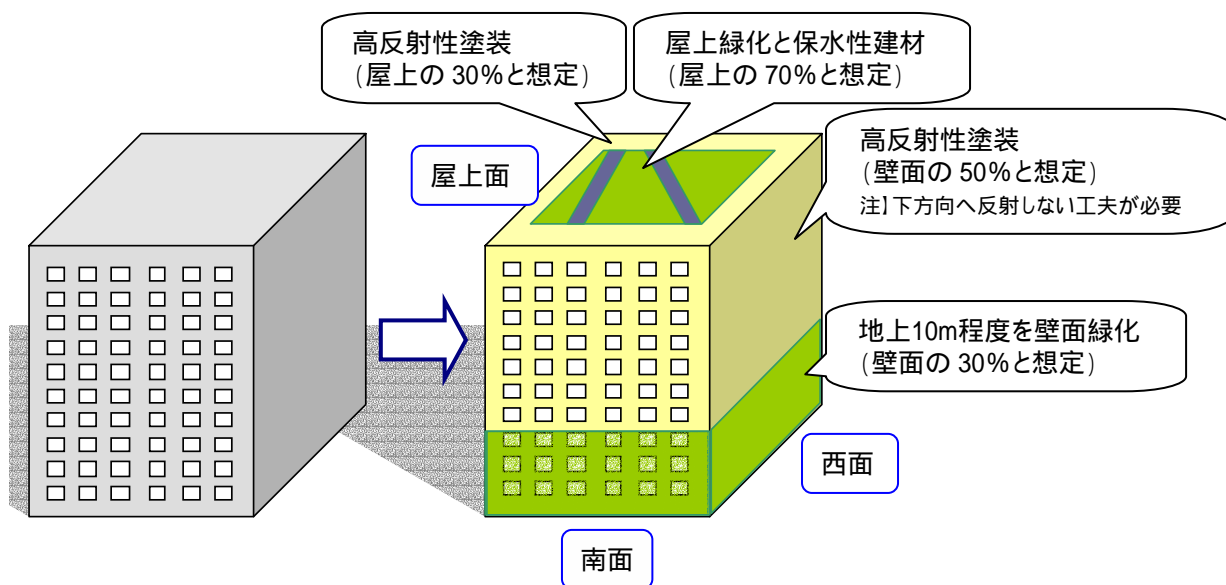 高反射性塗装
(屋上の 30%と想定)
屋上緑化と保水性建材
(屋上の 70%と想定)
高反射性塗装
(壁面の 50%と想定)
注】下方向へ反射しない工夫が必要
屋上面
地上10m程度を壁面緑化
(壁面の 30%と想定)
西面
南面